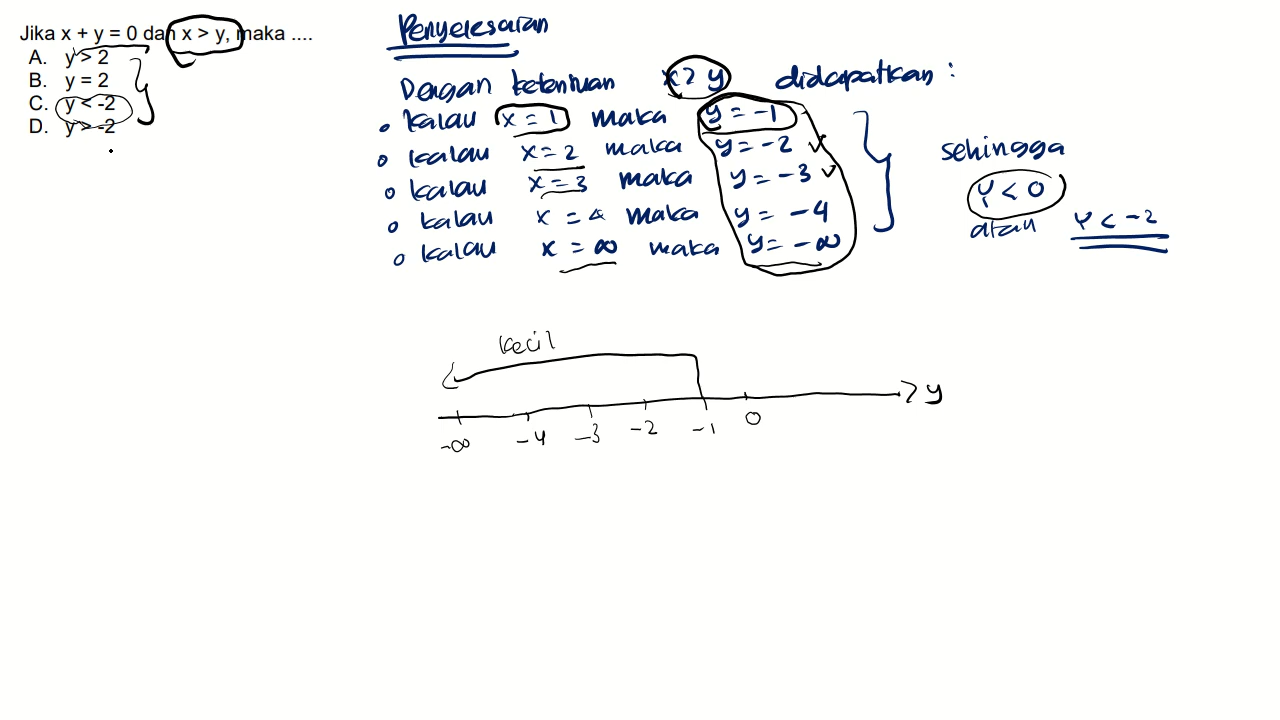 Jika x + y = 0 dan x > y, maka ....
A. y > 2
B. y = 2
C. y < -2
D. y > -2
Penyelesaian
Dengan ketentuan x > y didapatkan :
• kalau x = 1 maka y = -1
• kalau x = 2 maka y = -2 ✓
• kalau x = 3 maka y = -3 ✓
• kalau x = 4 maka y = -4
• kalau x = ∞ maka y = -∞
sehingga
Y < 0
atau Y < -2
kecil
-∞ -4 -3 -2 -1 0 y